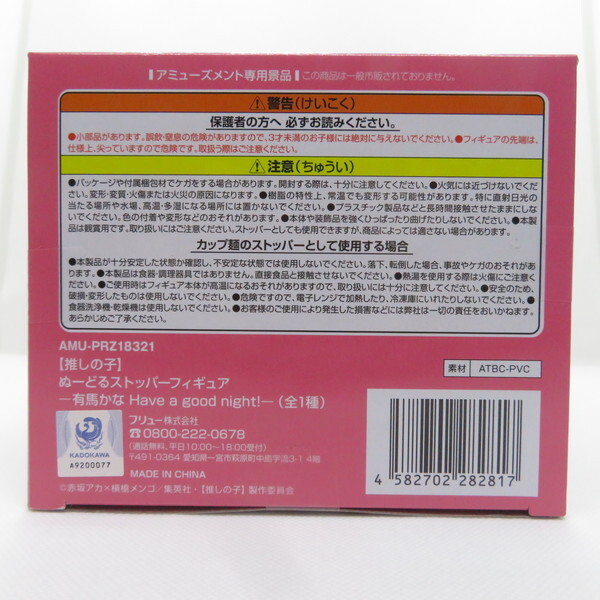 アミューズメント専用景品 この商品は一般市販されておりません。
⚠警告(けいこく)
保護者の方へ 必ずお読みください。
●小部品があります。誤飲・窒息の危険がありますので、3才未満のお子様には絶対に与えないでください。●フィギュアの先端は、
仕様上、尖っていますので危険です。取扱う際はご注意ください。
⚠注意(ちゅうい)
●パッケージや付属梱包材でケガをする場合があります。開封する際は、十分に注意してください。●火気には近づけないでくだ
さい。変形・変質・火傷または火災の原因になります。●樹脂の特性上、常温でも変形する可能性があります。特に直射日光の
当たる場所や水場、高温・多湿になる場所には置かないでください。●プラスチック製品などと長時間接触させたままにし
ないでください。色の付着や変形などのおそれがあります。●本体や装飾品を強くひっぱったり曲げたりしないでください。●本製
品は観賞用です。取り扱いにはご注意ください。ストッパーとしても使用できますが、商品によっては適さない場合があります。
カップ麺のストッパーとして使用する場合
●本製品が十分安定した状態か確認し、不安定な状態では使用しないでください。落下、転倒した場合、事故やケガのおそれがあ
ります。●本製品は食器・調理器具ではありません。直接食品と接触させないでください。●熱湯を使用する際は、火傷に注意し
てください。●ご使用時はフィギュア本体が高温になるおそれがありますので、取り扱いには十分に注意してください。●安全のため、
破損・変形したものは使用しないでください。●危険ですので、電子レンジで加熱したり、冷凍庫にいれたりしないでください。●
食器洗浄機・乾燥機は使用しないでください。●お客様のご使用により発生した損害などには弊社は一切の責任をおいかねます。
あらかじめご了承ください。
AMU-PRZ18321
【推しの子】
ぬーどるストッパーフィギュア
―有馬かな Have a good night!―(全1種)
素材 ATBC-PVC
KADOKAWA
A9200077
フリュー株式会社
☎0800-222-0678
(通話無料、平日10:00～18:00受付)
〒491-0364 愛知県一宮市萩原町中島字流31-14階
MADE IN CHINA
4 582702 282817
©赤坂アカ×横槍メンゴ/集英社・【推しの子】製作委員会